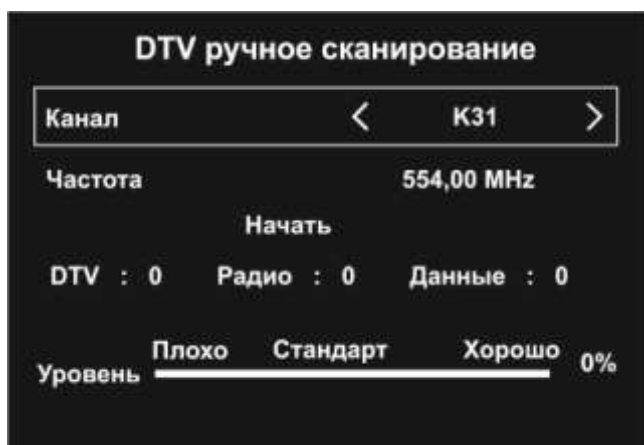 DTV ручное сканирование
Канал < K31 >
Частота 554,00 MHz
Начать
DTV : 0 Радио : 0 Данные : 0
Плохо Стандарт Хорошо
Уровень 0%